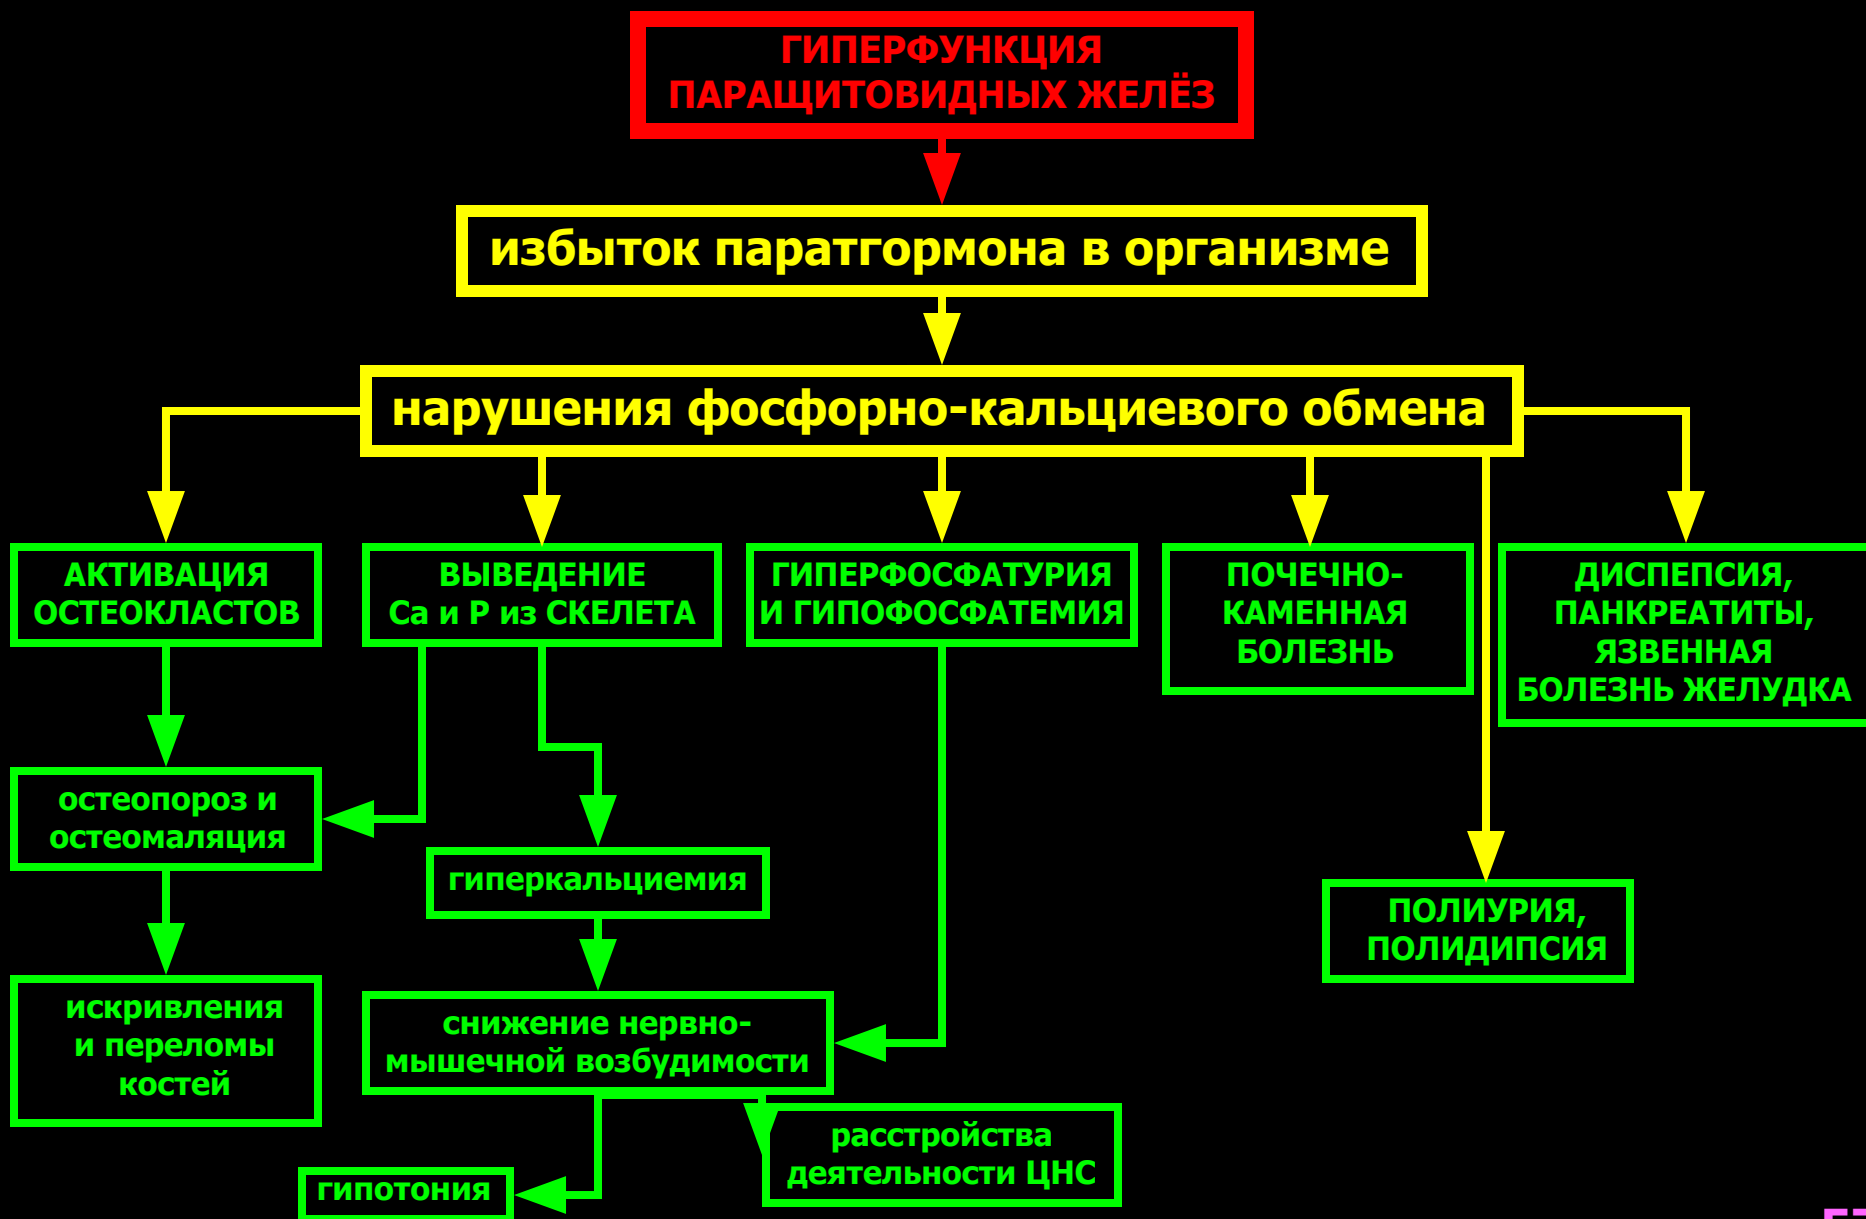 ГИПЕРФУНКЦИЯ
ПАРАЩИТОВИДНЫХ ЖЕЛЁЗ
избыток паратгормона в организме
нарушения фосфорно-кальциевого обмена
АКТИВАЦИЯ
ОСТЕОКЛАСТОВ
ВЫВЕДЕНИЕ
Са и Р из СКЕЛЕТА
ГИПЕРФОСФАТУРИЯ
И ГИПОФОСФАТЕМИЯ
ПОЧЕЧНО-
КАМЕННАЯ
БОЛЕЗНЬ
ДИСПЕПСИЯ,
ПАНКРЕАТИТЫ,
ЯЗВЕННАЯ
БОЛЕЗНЬ ЖЕЛУДКА
остеопороз и
остеомаляция
гиперкальциемия
ПОЛИУРИЯ,
ПОЛИДИПСИЯ
искривления
и переломы
костей
снижение нервно-
мышечной возбудимости
расстройства
деятельности ЦНС
гипотония